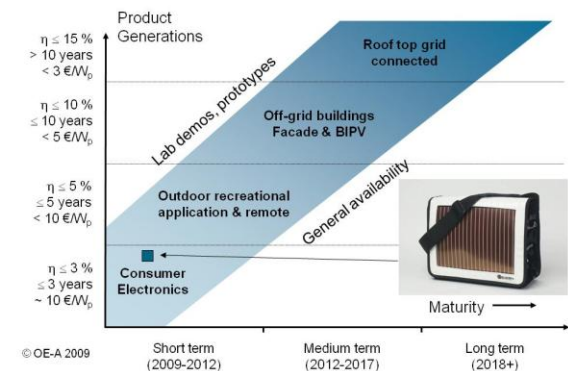 Product
Generations
η ≤ 15 %
> 10 years
< 3 €/Wp
η ≤ 10 %
≤ 10 years
< 5 €/Wp
η ≤ 5 %
≤ 5 years
< 10 €/Wp
η ≤ 3 %
≤ 3 years
~ 10 €/Wp
Roof top grid
connected
Lab demos, prototypes
Off-grid buildings
Facade & BIPV
General availability
Outdoor recreational
application & remote
Consumer
Electronics
Maturity
© OE-A 2009
Short term
(2009-2012)
Medium term
(2012-2017)
Long term
(2018+)